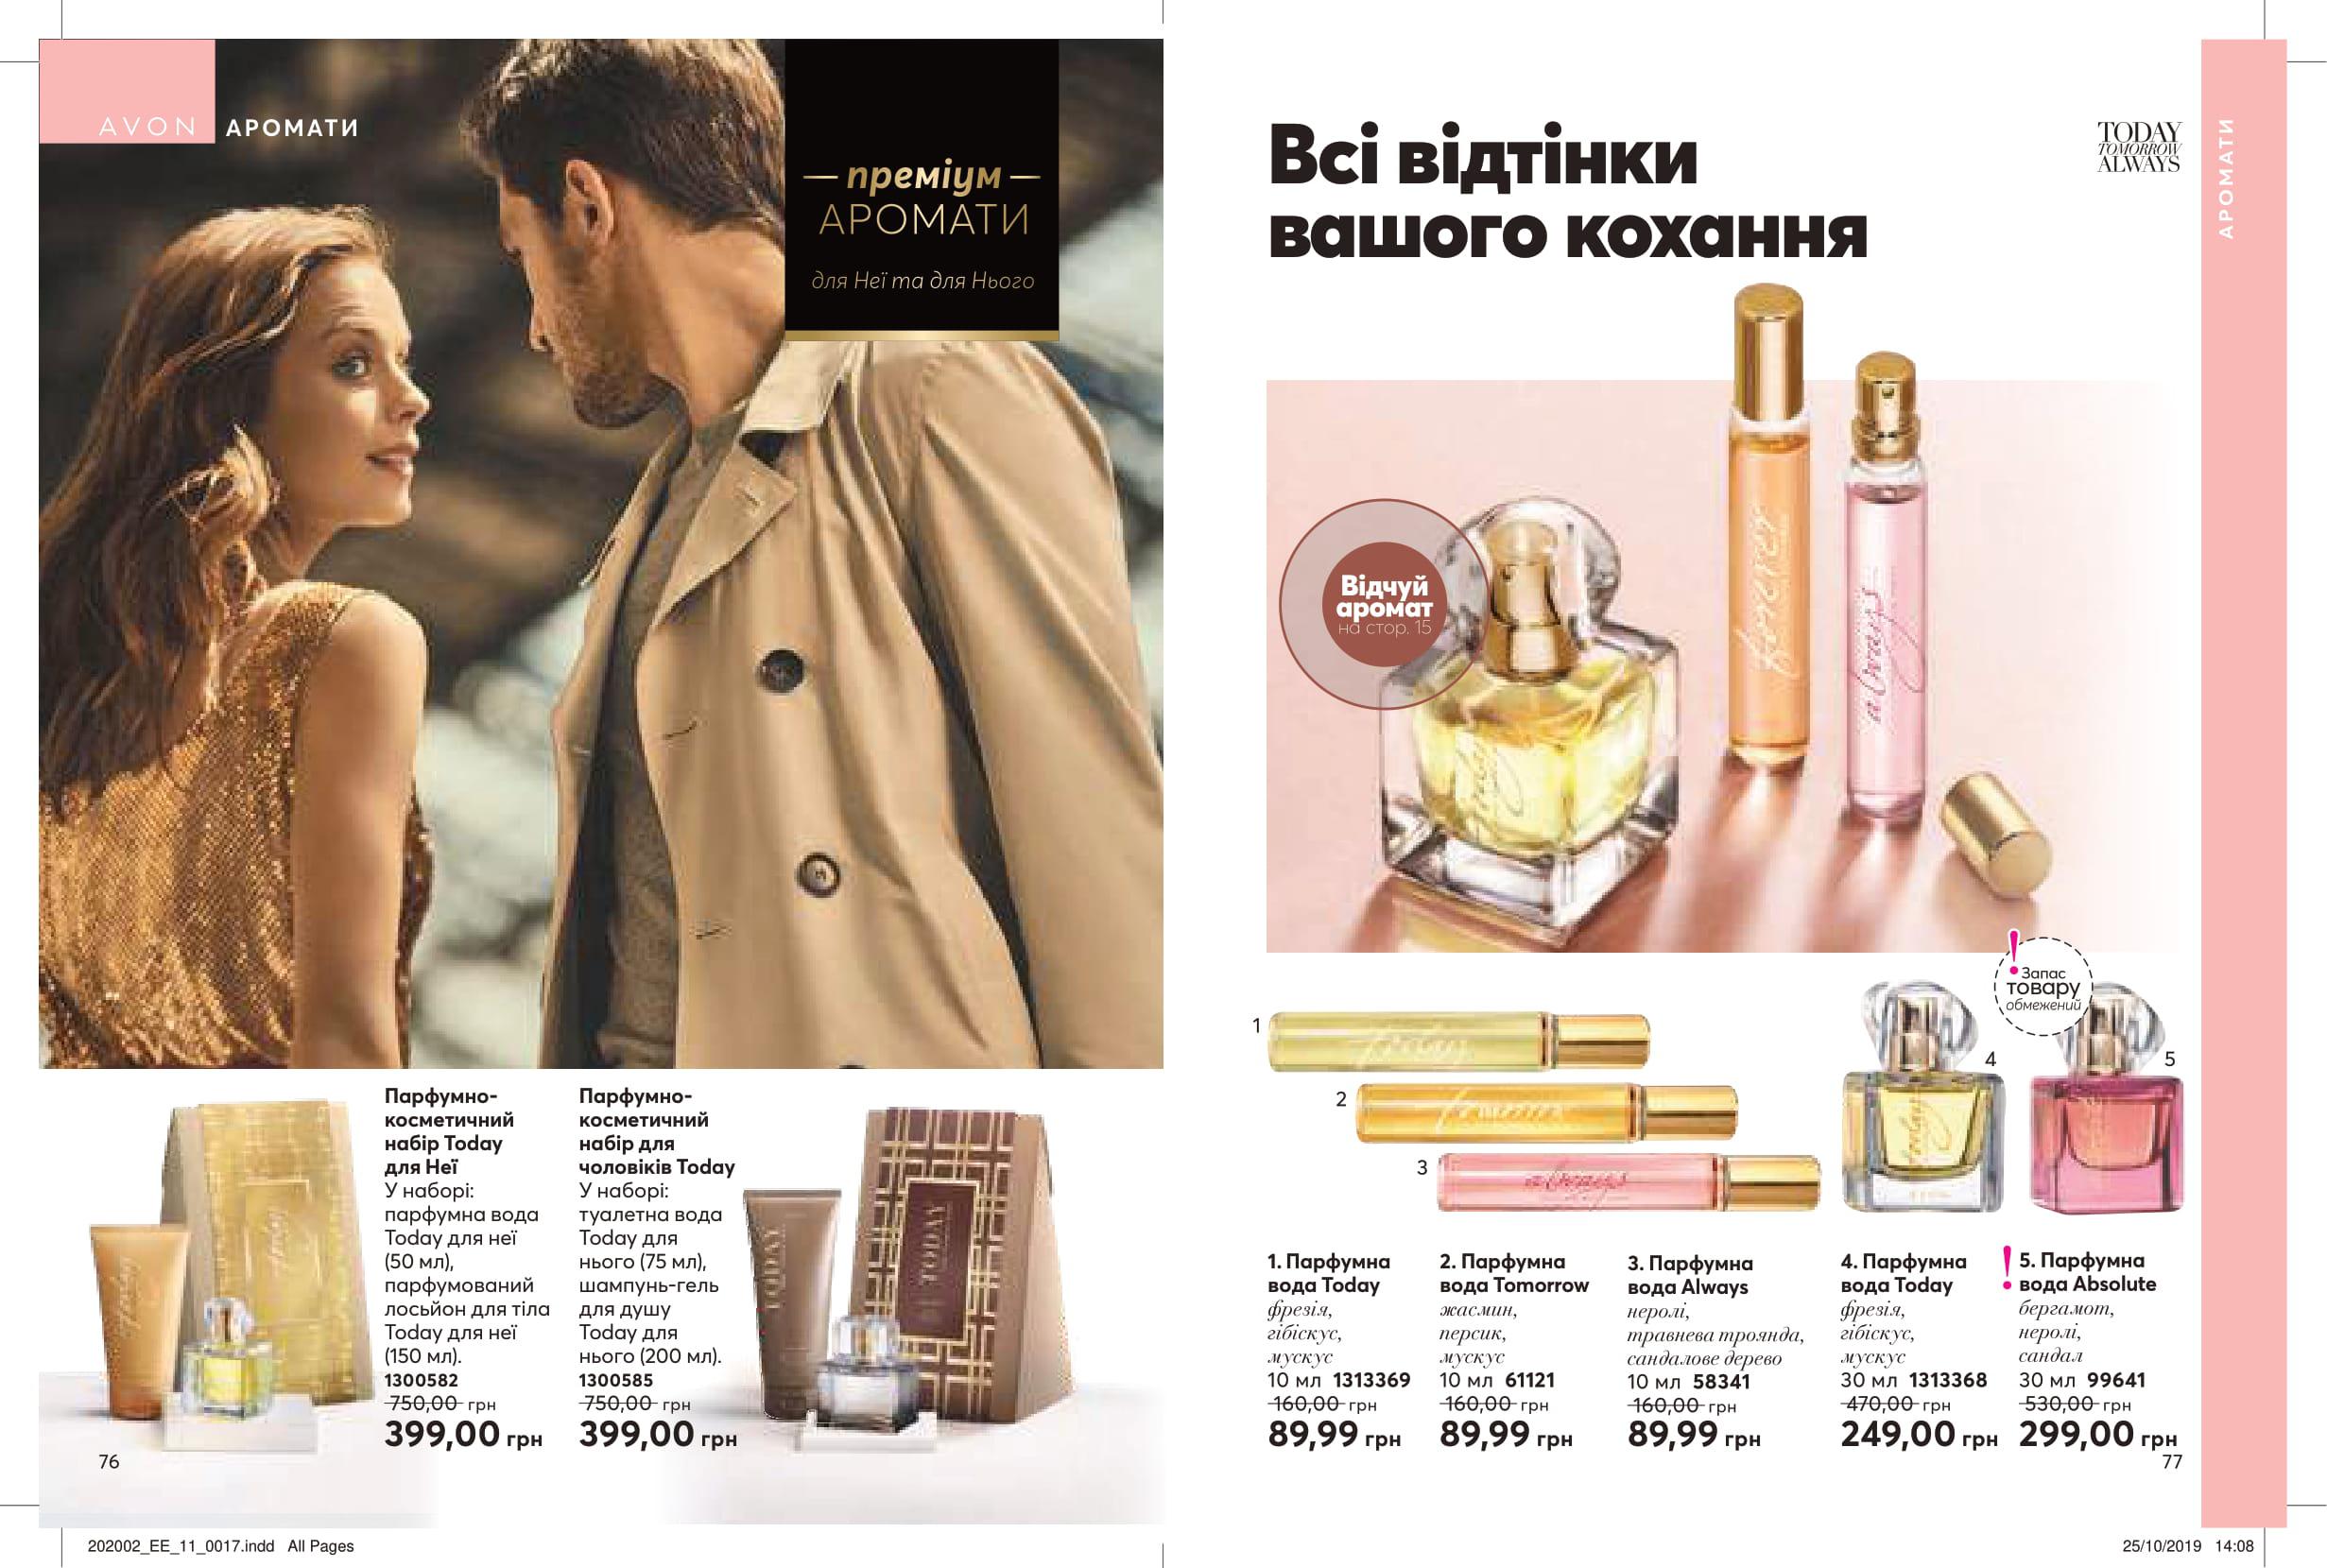 AVON АРОМАТИ
преміум
АРОМАТИ
для Неї та для Нього
Парфумно-
косметичний
набір Today
для Неї
У наборі:
парфумна вода
Today для неї
(50 мл),
парфумований
лосьйон для тіла
Today для неї
(150 мл).
1300582
750,00 грн
399,00 грн
Парфумно-
косметичний
набір для
чоловіків Today
У наборі:
туалетна вода
Today для
нього (75 мл),
шампунь-гель
для душу
Today для
нього (200 мл).
1300585
750,00 грн
399,00 грн
today
today
TODAY
TODAY
76
Всі відтінки
вашого кохання
TODAY
TOMORROW
ALWAYS
АРОМАТИ
Відчуй
аромат
на стор. 15
always
today
Запас
товару
обмежений
1
today
2
3
always
4
today
5
1. Парфумна
вода Today
фрезія,
гібіскус,
мускус
10 мл 1313369
160,00 грн
89,99 грн
2. Парфумна
вода Tomorrow
жасмин,
персик,
мускус
10 мл 61121
160,00 грн
89,99 грн
3. Парфумна
вода Always
неролі,
травнева троянда,
сандалове дерево
10 мл 58341
160,00 грн
89,99 грн
4. Парфумна
вода Today
фрезія,
гібіскус,
мускус
30 мл 1313368
470,00 грн
249,00 грн
! 5. Парфумна
вода Absolute
бергамот,
неролі,
сандал
30 мл 99641
530,00 грн
299,00 грн
77
202002_EE_11_0017.indd All Pages
25/10/2019 14:08